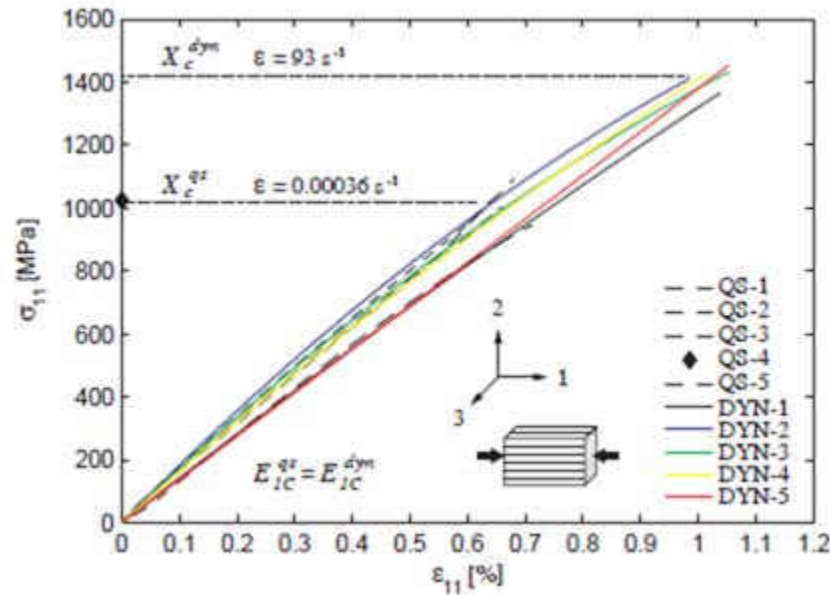 1600
1400
1200
1000
800
600
400
200
0
σ11 [MPa]
X_c^dyn ε = 93 s⁻¹
X_c^qs ε = 0.00036 s⁻¹
2
1
3
E_1C^qs = E_1C^dyn
QS-1
QS-2
QS-3
QS-4
QS-5
DYN-1
DYN-2
DYN-3
DYN-4
DYN-5
0 0.1 0.2 0.3 0.4 0.5 0.6 0.7 0.8 0.9 1 1.1 1.2
ε11 [%]